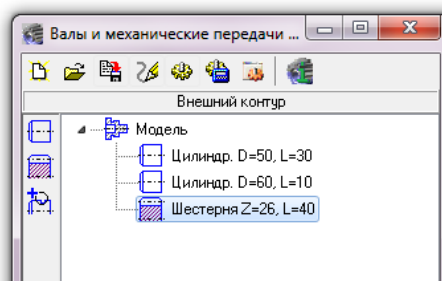 Валы и механические передачи ...
Внешний контур
Модель
Цилиндр. D=50, L=30
Цилиндр. D=60, L=10
Шестерня Z=26, L=40